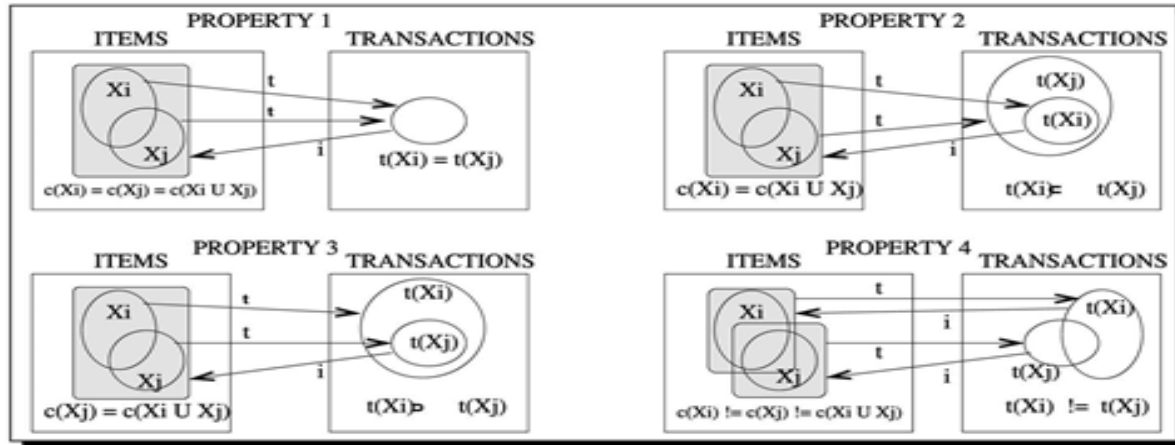 PROPERTY 1
ITEMS
TRANSACTIONS
Xi
Xj
t
t
i
t(Xi) = t(Xj)
c(Xi) = c(Xj) = c(Xi U Xj)
PROPERTY 2
ITEMS
TRANSACTIONS
Xi
Xj
t
t
i
t(Xj)
t(Xi)
c(Xi) = c(Xi U Xj)
t(Xi)⊂ t(Xj)
PROPERTY 3
ITEMS
TRANSACTIONS
Xi
Xj
t
t
i
t(Xi)
t(Xj)
c(Xj) = c(Xi U Xj)
t(Xi)⊃ t(Xj)
PROPERTY 4
ITEMS
TRANSACTIONS
Xi
Xj
t
i
t
i
t(Xi)
t(Xj)
c(Xi) != c(Xj) != c(Xi U Xj)
t(Xi) != t(Xj)